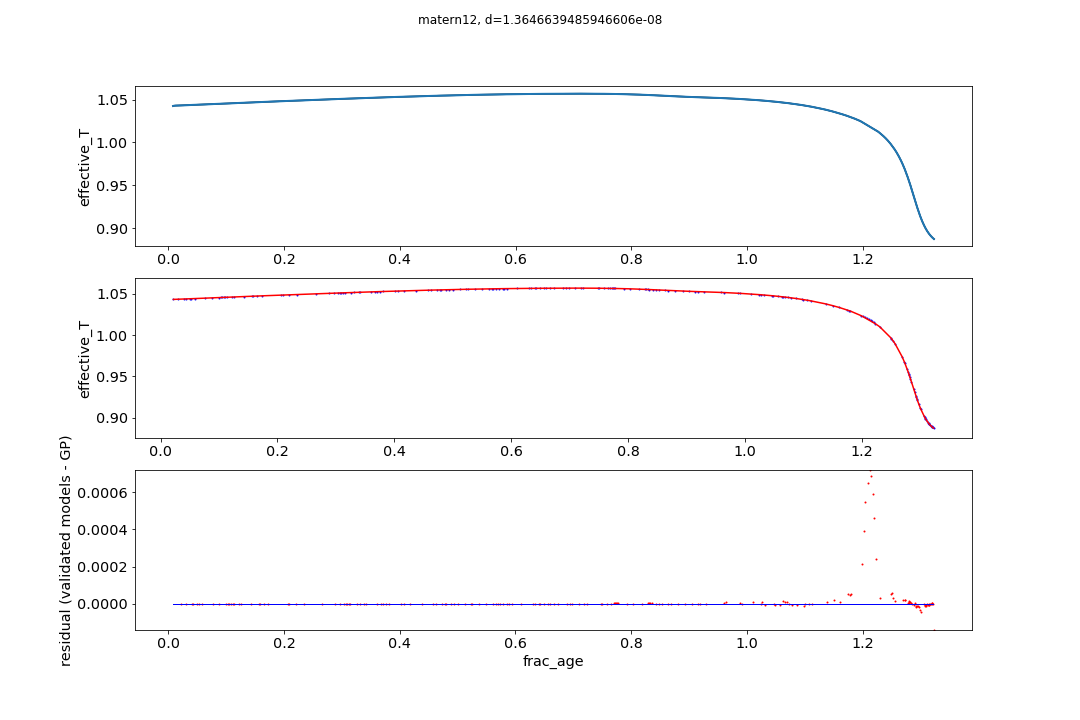 matern12, d=1.3646639485946606e-08
effective_T
1.05
1.00
0.95
0.90
0.0 0.2 0.4 0.6 0.8 1.0 1.2
effective_T
1.05
1.00
0.95
0.90
0.0 0.2 0.4 0.6 0.8 1.0 1.2
residual (validated models - GP)
0.0006
0.0004
0.0002
0.0000
0.0 0.2 0.4 0.6 0.8 1.0 1.2
frac_age